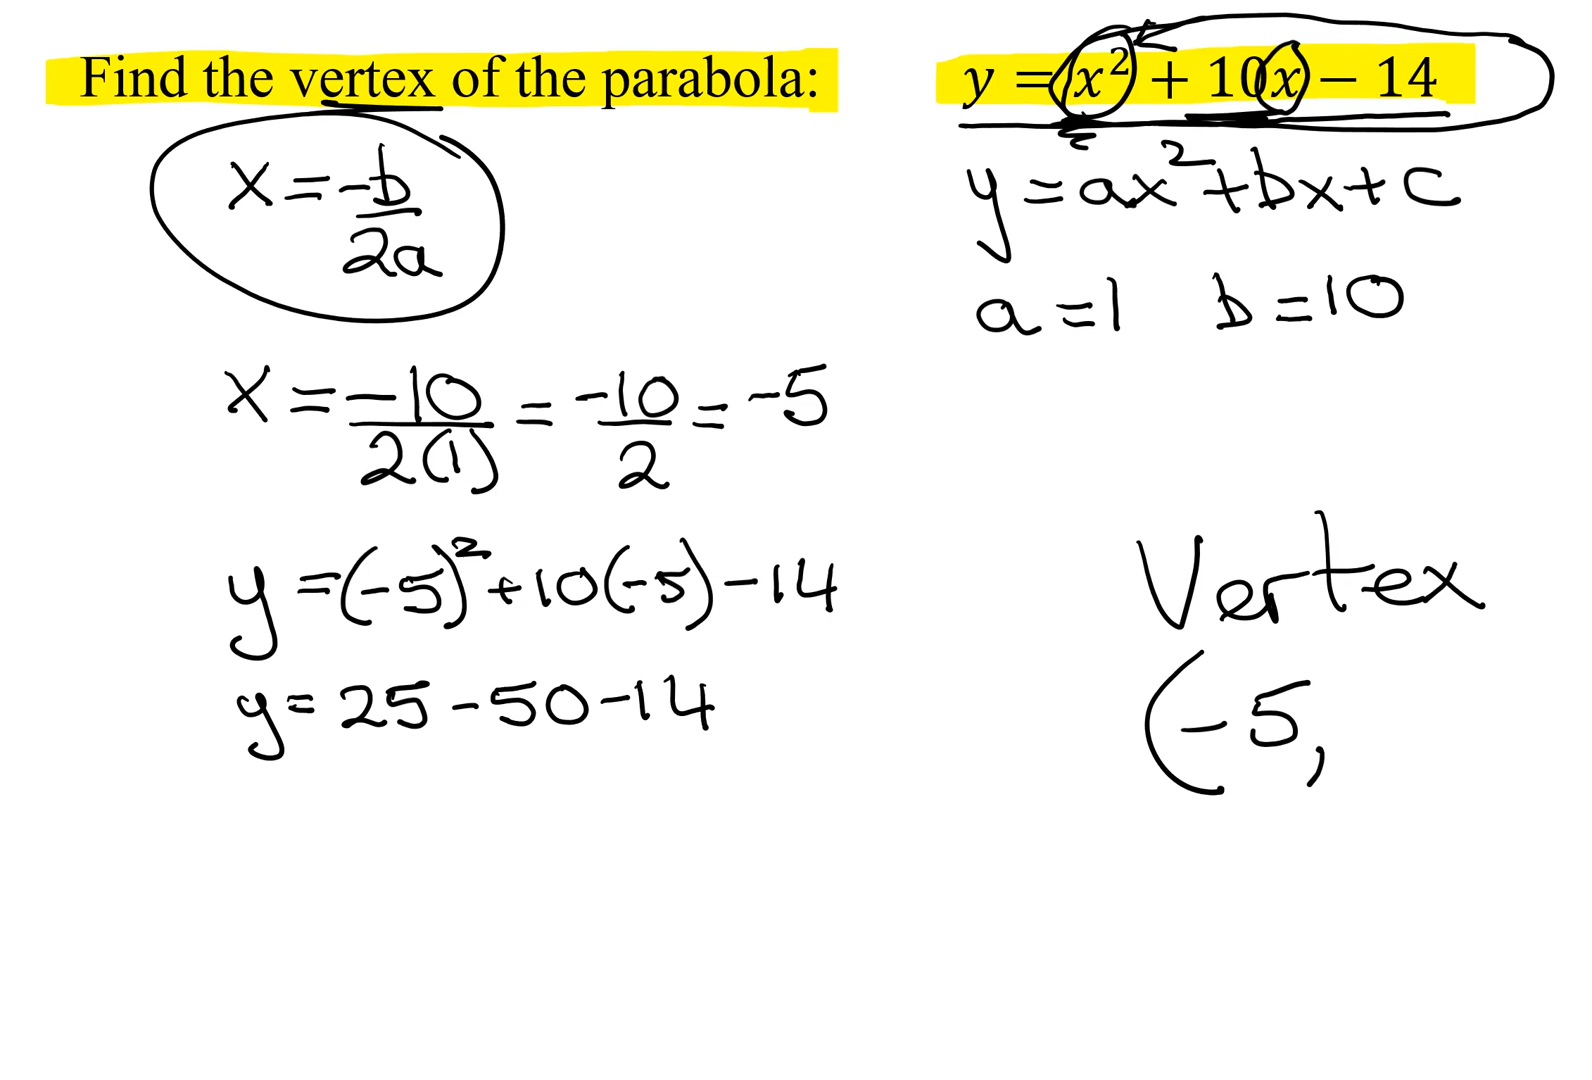 Find the vertex of the parabola:
y = x² + 10x − 14
x = -b/2a
y = ax² + bx + c
a = 1 b = 10
x = -10/2(1) = -10/2 = -5
y = (-5)² + 10(-5) - 14
y = 25 - 50 - 14
Vertex
(-5,